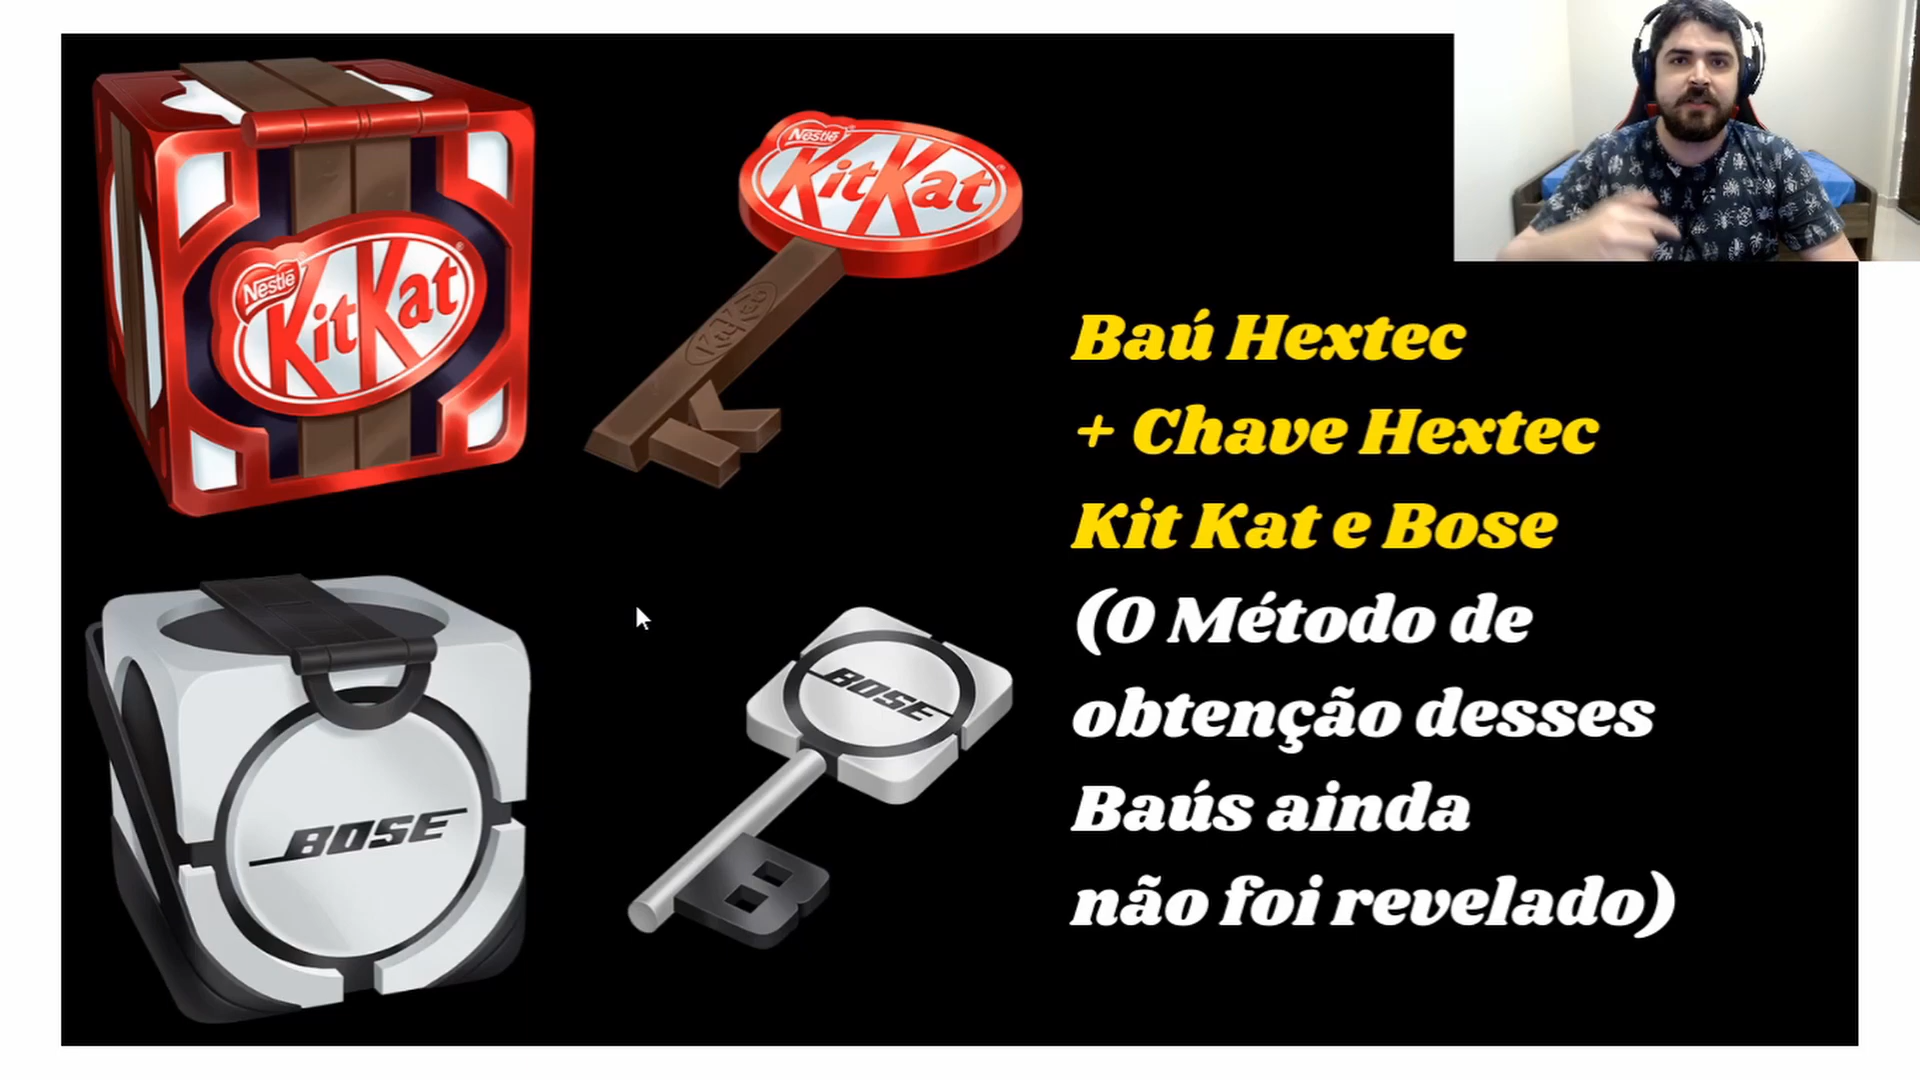 Nestlé
KitKat
Nestlé
KitKat
KitKat
Baú Hextec
+ Chave Hextec
Kit Kat e Bose
(O Método de
obtenção desses
Baús ainda
não foi revelado)
BOSE
BOSE
B